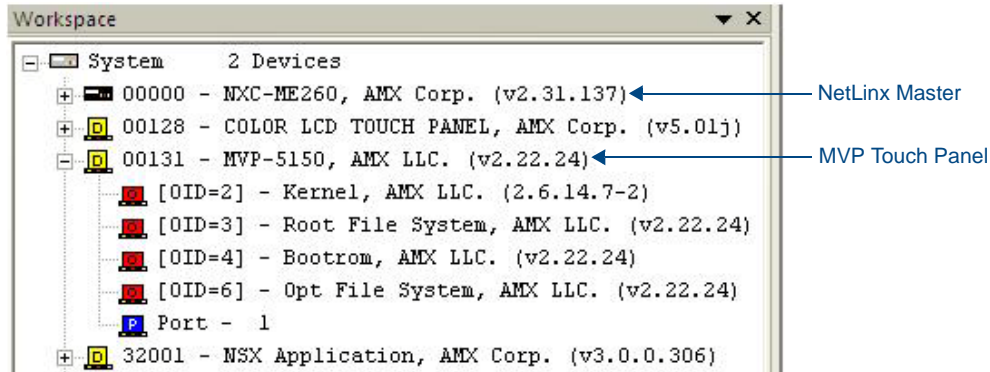 Workspace
System 2 Devices
00000 - NXC-ME260, AMX Corp. (v2.31.137)
NetLinx Master
D 00128 - COLOR LCD TOUCH PANEL, AMX Corp. (v5.01j)
D 00131 - MVP-5150, AMX LLC. (v2.22.24)
MVP Touch Panel
[OID=2] - Kernel, AMX LLC. (2.6.14.7-2)
[OID=3] - Root File System, AMX LLC. (v2.22.24)
[OID=4] - Bootrom, AMX LLC. (v2.22.24)
[OID=6] - Opt File System, AMX LLC. (v2.22.24)
P Port - 1
D 32001 - NSX Application, AMX Corp. (v3.0.0.306)